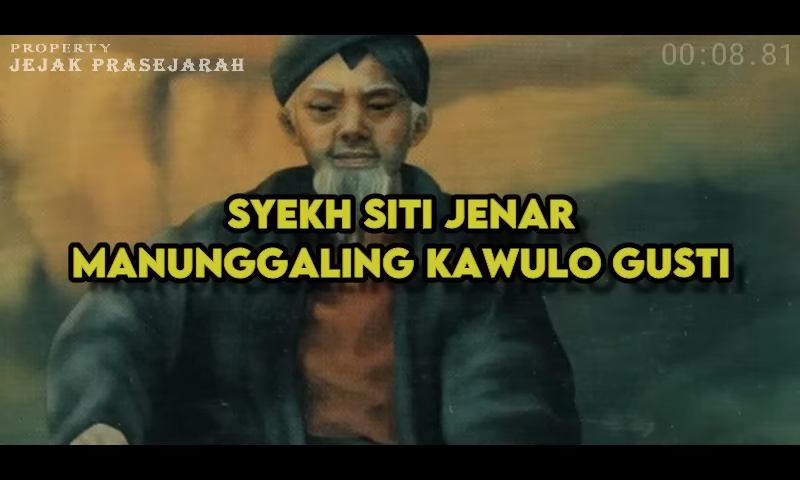 PROPERTY
JEJAK PRASEJARAH
00:08.81
SYEKH SITI JENAR
MANUNGGALING KAWULO GUSTI